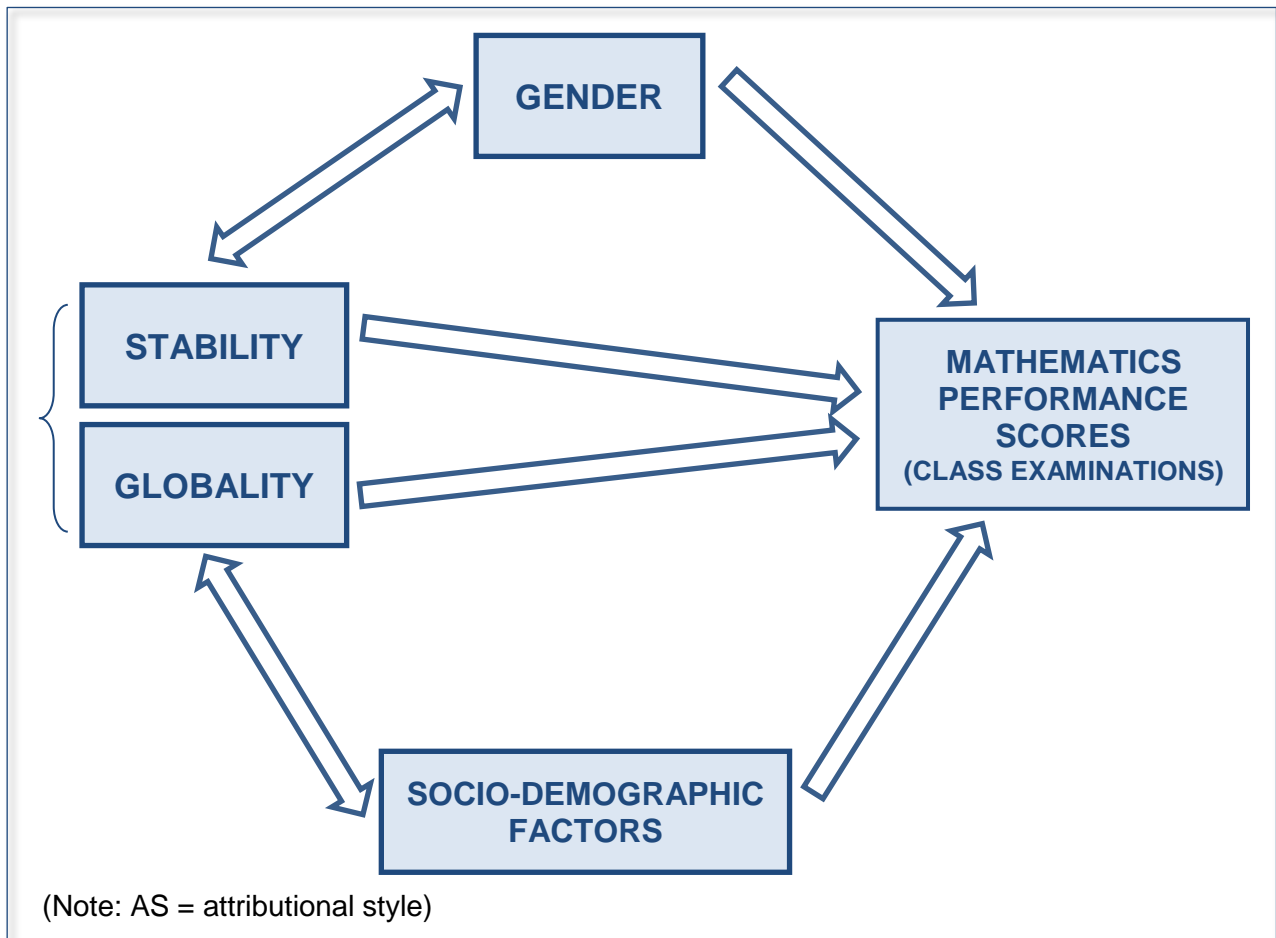 GENDER
STABILITY
GLOBALITY
MATHEMATICS
PERFORMANCE
SCORES
(CLASS EXAMINATIONS)
SOCIO-DEMOGRAPHIC
FACTORS
(Note: AS = attributional style)